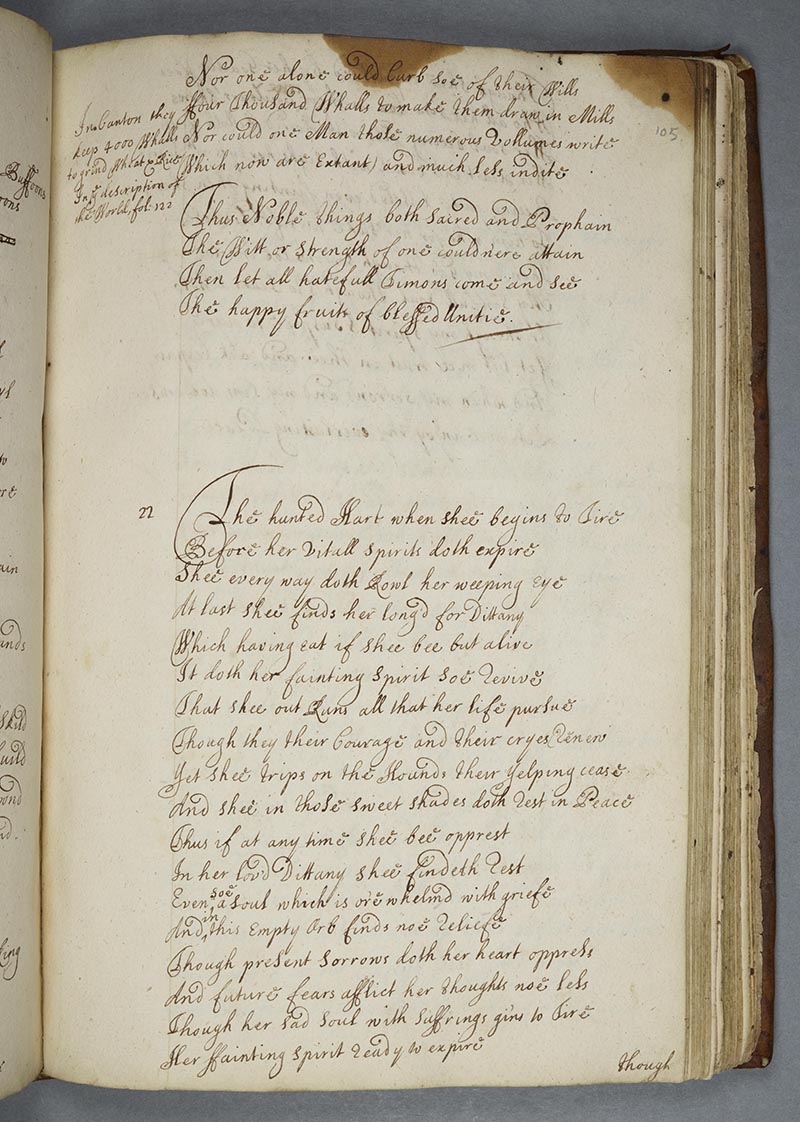 Nor one alone could Curb soe of their Wills
ffour Thousand Whalls to make them draw in Mills
Nor could one Man those numerous Vollumes write
Which now are Extant) and much less indite
In Canton they
keep 4000 Whalls
to grind Wheat & Rice
In ye description of
the World, fol: 122
105
Thus Noble things both Sacred and Prophain
The Witt or strength of one could nere attain
Then let all hatefull Timons come and see
The happy fruits of blessed Unitie.
22
The hunted Hart when shee begins to Tire
Before her Vitall spirits doth expire
Shee every way doth Rowl her weeping Eye
At last shee finds her long'd for Dittany
Which having eat if shee bee but alive
It doth her fainting spirit soe revive
That shee out Runs all that her life pursue
Though they their Courage and their cryes Renew
Yet shee trips on the Hounds their yelping cease
And shee in those sweet shades doth rest in Peace
Thus if at any time shee bee opprest
In her lov'd Dittany shee findeth rest
Even soe a soul which is o're whelmd with griefe
And in this Empty Orb finds noe reliefe
Though present sorrows doth her heart oppress
And future fears afflict her thoughts noe less
Though her sad soul with suffrings gins to Tire
Her ffainting spirit ready to expire
though
Buffoons